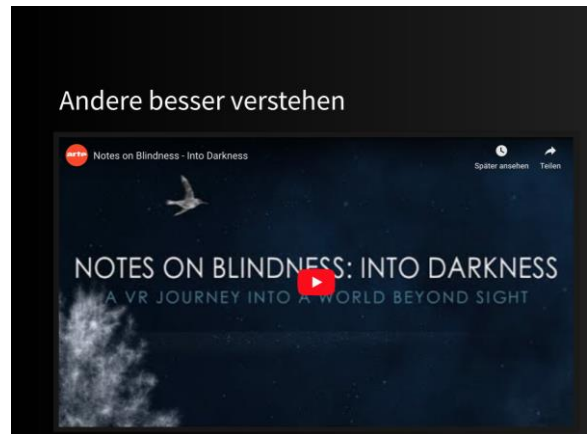 Andere besser verstehen
arte
Notes on Blindness - Into Darkness
Später ansehen
Teilen
NOTES ON BLINDNESS: INTO DARKNESS
A VR JOURNEY INTO A WORLD BEYOND SIGHT